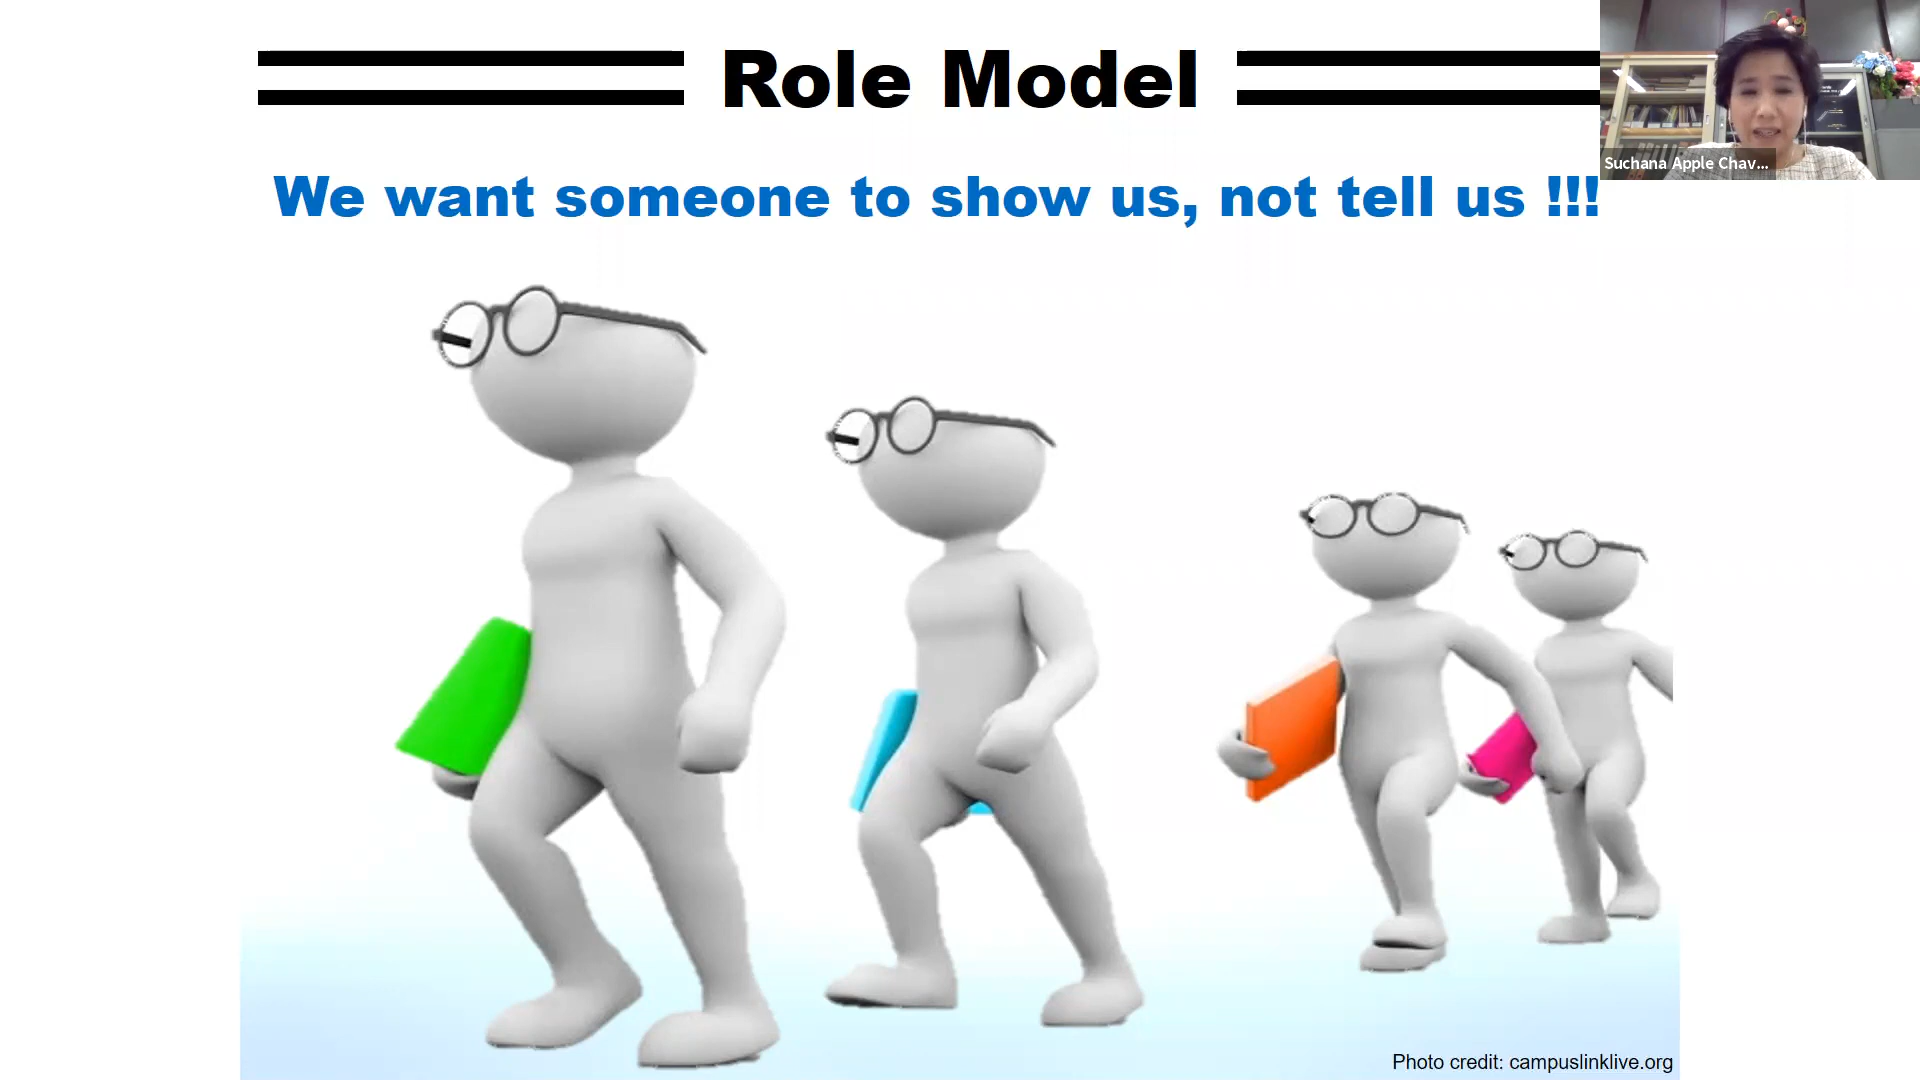 Role Model
We want someone to show us, not tell us !!!
Suchana Apple Chav...
Photo credit: campuslinklive.org